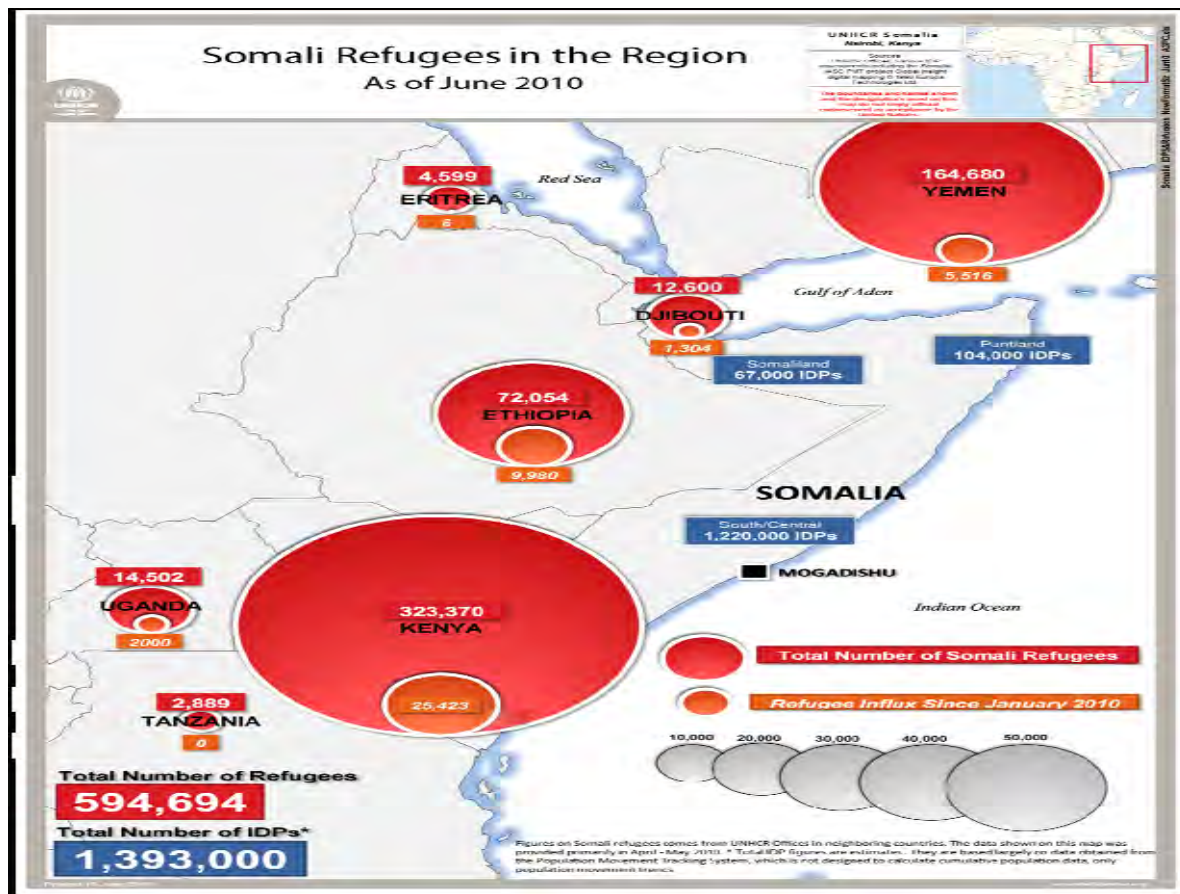 Somali Refugees in the Region
As of June 2010
UNHCR Somalia
Nairobi, Kenya
Sources
UNHCR
4,599
ERITREA
6
Red Sea
164,680
YEMEN
5,516
12,600
DJIBOUTI
1,304
Gulf of Aden
Somaliland
67,000 IDPs
Puntland
104,000 IDPs
72,054
ETHIOPIA
9,980
SOMALIA
South/Central
1,220,000 IDPs
MOGADISHU
Indian Ocean
14,502
UGANDA
2000
323,370
KENYA
25,423
2,889
TANZANIA
0
Total Number of Somali Refugees
Refugee Influx Since January 2010
10,000
20,000
30,000
40,000
50,000
Total Number of Refugees
594,694
Total Number of IDPs*
1,393,000
Figures on Somali refugees comes from UNHCR Offices in neighboring countries. The data shown on this map was
provided primarily in April - May, 2010. * Total IDP figures are estimates. They are based largely on data obtained from
the Population Movement Tracking System, which is not designed to calculate cumulative population data, only
population movement trends.